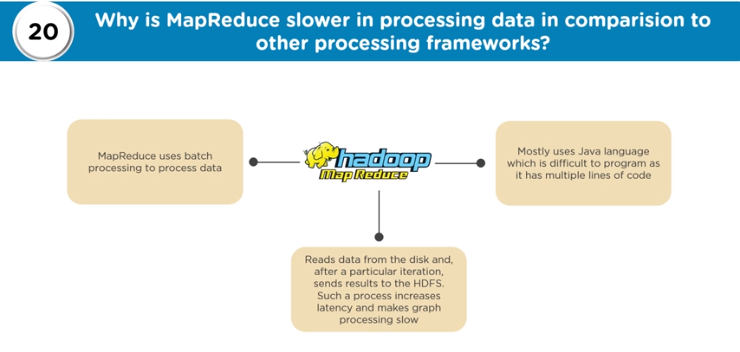 20
Why is MapReduce slower in processing data in comparision to
other processing frameworks?
MapReduce uses batch
processing to process data
hadoop
Map Reduce
Mostly uses Java language
which is difficult to program as
it has multiple lines of code
Reads data from the disk and,
after a particular iteration,
sends results to the HDFS.
Such a process increases
latency and makes graph
processing slow